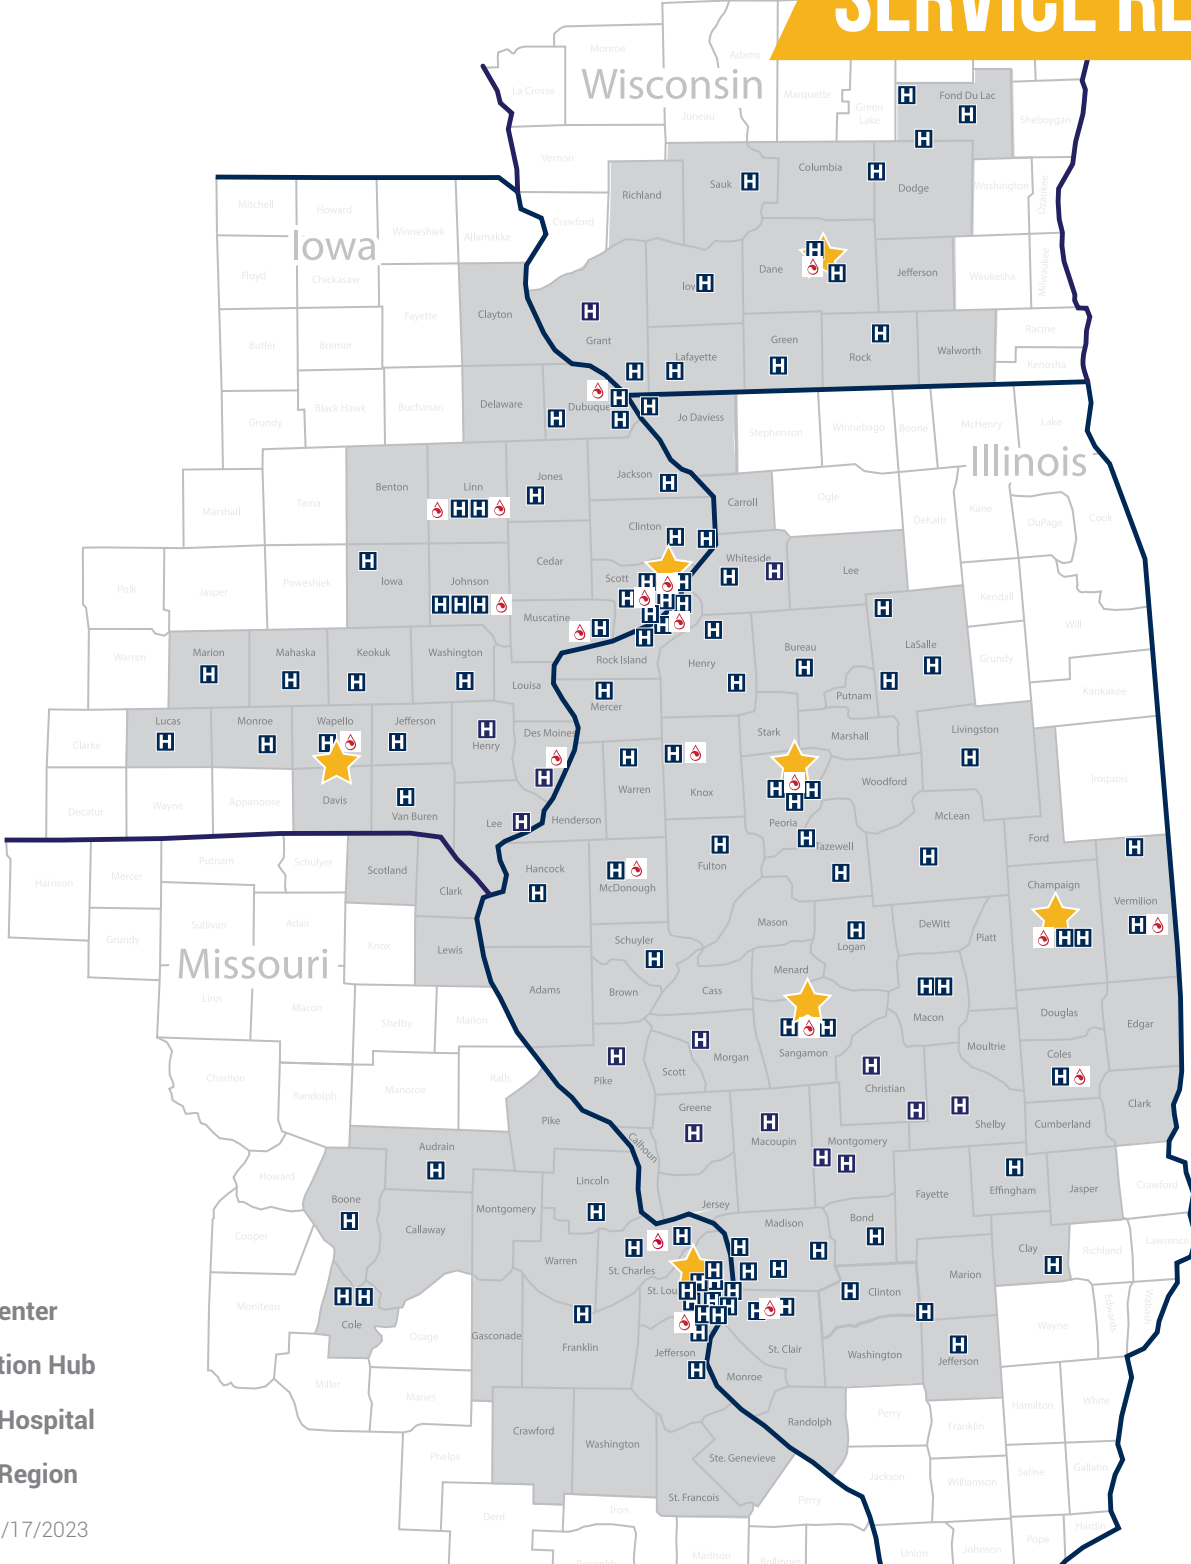 SERVICE RE
Monroe
Adams
Wisconsin
La Crosse
Marquette
Fond Du Lac
Green
Lake
Juneau
Sheboygan
Vernon
Columbia
Sauk
Richland
Dodge
Washington
Ozaukee
Mitchell
Howard
Winneshiek
Allamakke
Crawford
Iowa
Floyd
Chickasaw
Dane
Jefferson
Waukesha
Milwaukee
Clayton
Fayette
Grant
Green
Rock
Walworth
Racine
Kenosha
Butler
Bremer
Lafayette
Delaware
Dubuque
Black Hawk
Buchanan
Grundy
Jo Daviess
Stephenson
Winnebago
Boone
McHenry
Lake
Illinois
Benton
Linn
Jones
Jackson
Carroll
Ogle
Tama
Marshall
Clinton
DeKalb
Kane
DuPage
Cook
Cedar
Whiteside
Lee
Polk
Jasper
Poweshiek
Iowa
Johnson
Scott
Kendall
Will
Muscatine
Warren
Marion
Mahaska
Keokuk
Washington
Louisa
Rock Island
Henry
Bureau
LaSalle
Grundy
Putnam
Kankakee
Mercer
Lucas
Monroe
Wapello
Jefferson
Henry
Des Moines
Stark
Marshall
Livingston
Clarke
Warren
Knox
Woodford
Iroquois
Decatur
Wayne
Appanoose
Davis
Van Buren
Lee
Henderson
Peoria
McLean
Ford
Tazewell
Harrison
Mercer
Putnam
Schulyer
Scotland
Clark
Hancock
McDonough
Fulton
Champaign
Vermilion
Grundy
Sullivan
Adair
Knox
Lewis
Schuyler
Mason
Logan
DeWitt
Piatt
Missouri
Menard
Adams
Brown
Cass
Linn
Macon
Shelby
Marion
Macon
Douglas
Edgar
Sangamon
Moultrie
Coles
Chariton
Randolph
Manoroe
Ralls
Pike
Scott
Morgan
Christian
Clark
Pike
Greene
Macoupin
Montgomery
Shelby
Cumberland
Calhoun
Audrain
Howard
Boone
Callaway
Montgomery
Lincoln
Jersey
Fayette
Effingham
Jasper
Crawford
Madison
Bond
Cooper
Warren
St. Charles
Clay
Richland
Lawrence
Marion
Clinton
St. Lou
Moniteau
Cole
Osage
Gasconade
Franklin
Jefferson
St. Clair
Washington
Jefferson
Wayne
Edwards
Wabash
enter
tion Hub
Miller
Maries
Monroe
Hamilton
White
Hospital
Crawford
Washington
Randolph
Perry
Franklin
Phelps
Ste. Genevieve
Region
Jackson
Williamson
Saline
Gallatin
St. Francois
Perry
Dent
Iron
/17/2023
Reynolds
Madison
Bollinger
Union
Johnson
Pope
Hardin